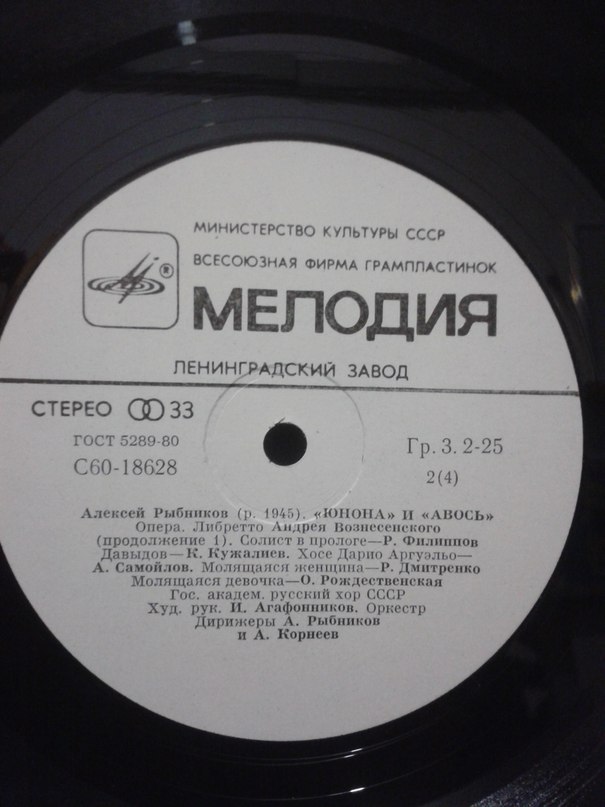 МИНИСТЕРСТВО КУЛЬТУРЫ СССР
ВСЕСОЮЗНАЯ ФИРМА ГРАМПЛАСТИНОК
®
МЕЛОДИЯ
ЛЕНИНГРАДСКИЙ ЗАВОД
СТЕРЕО 33
ГОСТ 5289-80
С60-18628
Гр. 3. 2-25
2(4)
Алексей Рыбников (р. 1945). «ЮНОНА» И «АВОСЬ»
Опера. Либретто Андрея Вознесенского
(продолжение 1). Солист в прологе—Р. Филиппов
Давыдов—К. Кужалиев. Хосе Дарио Аргуэльо—
А. Самойлов. Молящаяся женщина—Р. Дмитренко
Молящаяся девочка—О. Рождественская
Гос. академ. русский хор СССР
Худ. рук. И. Агафонников. Оркестр
Дирижеры А. Рыбников
и А. Корнеев